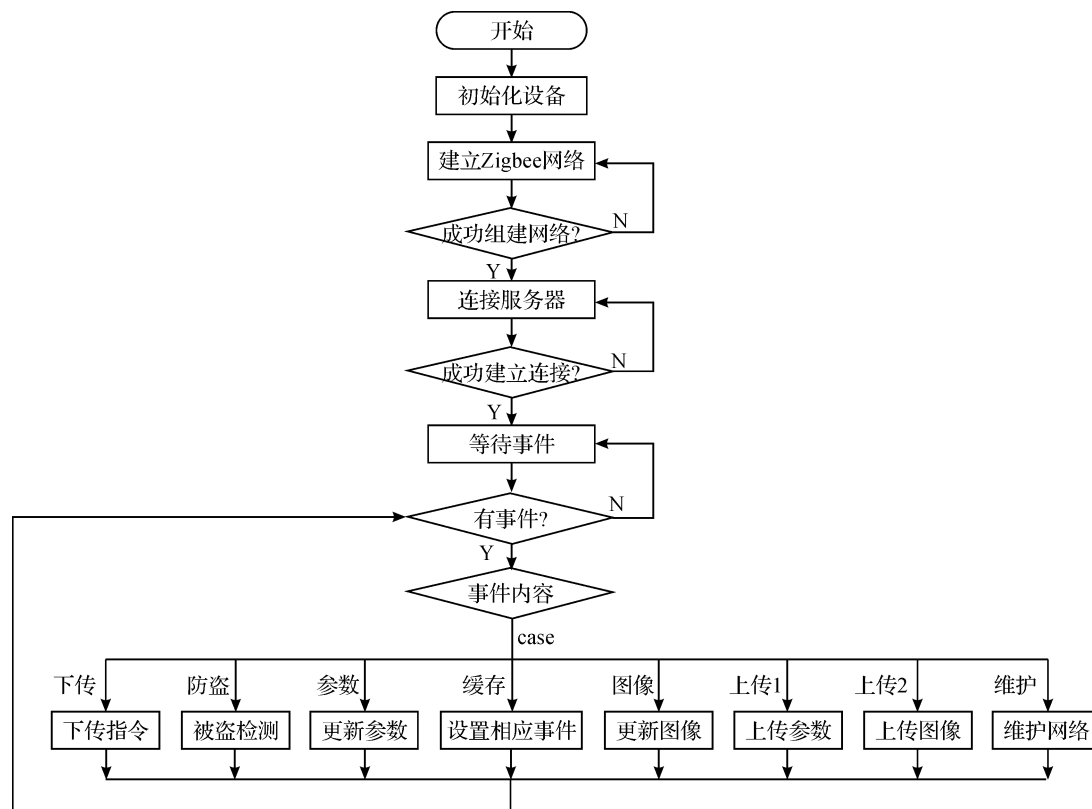 开始
初始化设备
建立Zigbee网络
成功组建网络?
N
Y
连接服务器
成功建立连接?
N
Y
等待事件
有事件?
N
Y
事件内容
case
下传
防盗
参数
缓存
图像
上传1
上传2
维护
下传指令
被盗检测
更新参数
设置相应事件
更新图像
上传参数
上传图像
维护网络